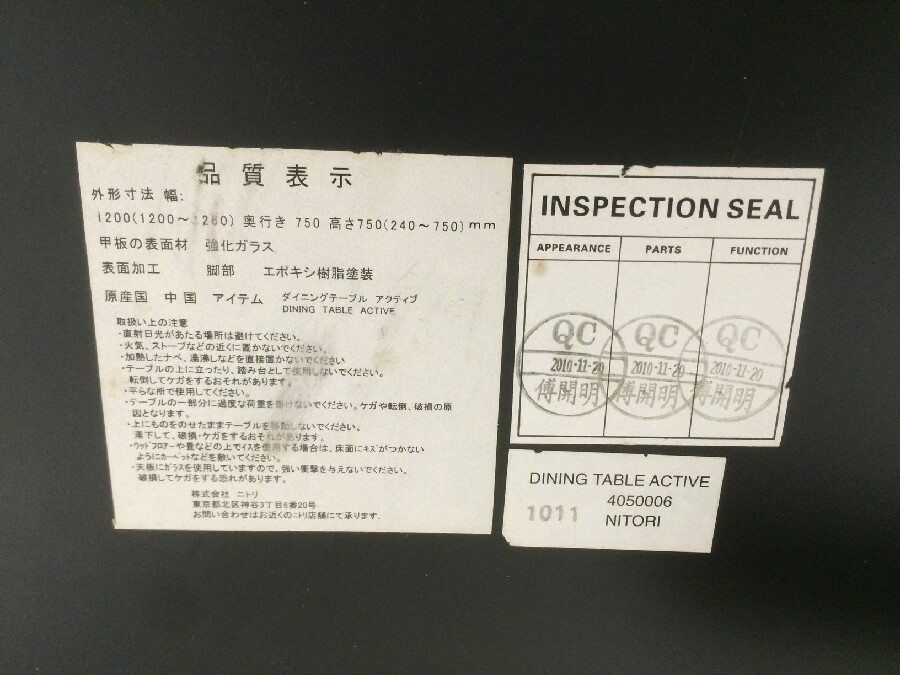 品質表示
外形寸法 幅:
1200(1200～1260) 奥行き 750 高さ750(240～750)mm
甲板の表面材 強化ガラス
表面加工 脚部 エポキシ樹脂塗装
原産国 中国 アイテム ダイニングテーブル アクティブ
DINING TABLE ACTIVE
取扱い上の注意
・直射日光があたる場所は避けてください。
・火気、ストーブなどの近くに置かないでください。
・加熱したナベ、湯沸しなどを直接置かないでください
・テーブルの上に立ったり、踏み台として使用しないでください。
転倒してケガをするおそれがあります。
・平らな所で使用してください。
・テーブルの一部分に過度な荷重を掛けないでください。ケガや転倒、破損の原
因となります。
・上にものをのせたままテーブルを移動しないでください。
落下して、破損・ケガをするおそれがあります。
・ウッドフロアーや畳などの上でイスを使用する場合は、床面にキズがつかない
ようにカーペットなどを敷いてください。
・天板にガラスを使用していますので、強い衝撃を与えないでください。
破損してケガをする恐れがあります。
株式会社 ニトリ
東京都北区神谷3丁目6番20号
お問い合わせはお近くのニトリ店舗にて承ります.
INSPECTION SEAL
APPEARANCE PARTS FUNCTION
QC QC QC
2010-11-20 2010-11-20 2010-11-20
傅開明 傅開明 傅開明
DINING TABLE ACTIVE
4050006
1011 NITORI